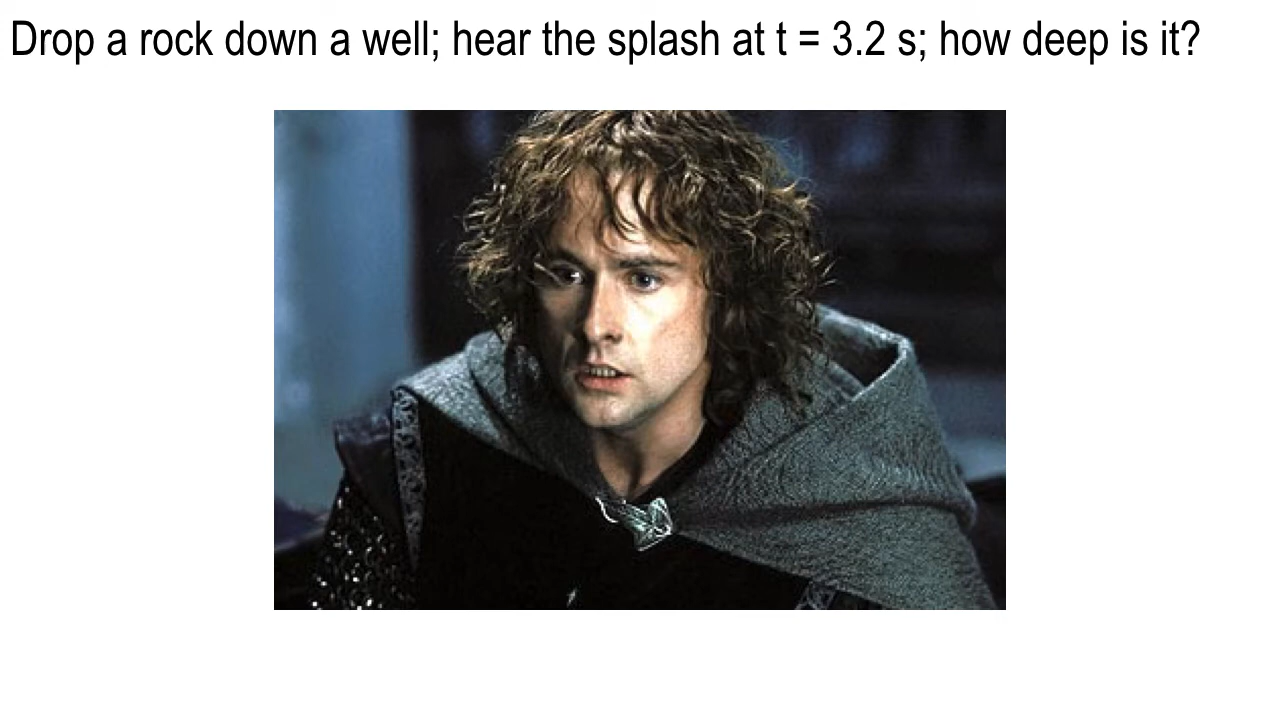 Drop a rock down a well; hear the splash at t = 3.2 s; how deep is it?